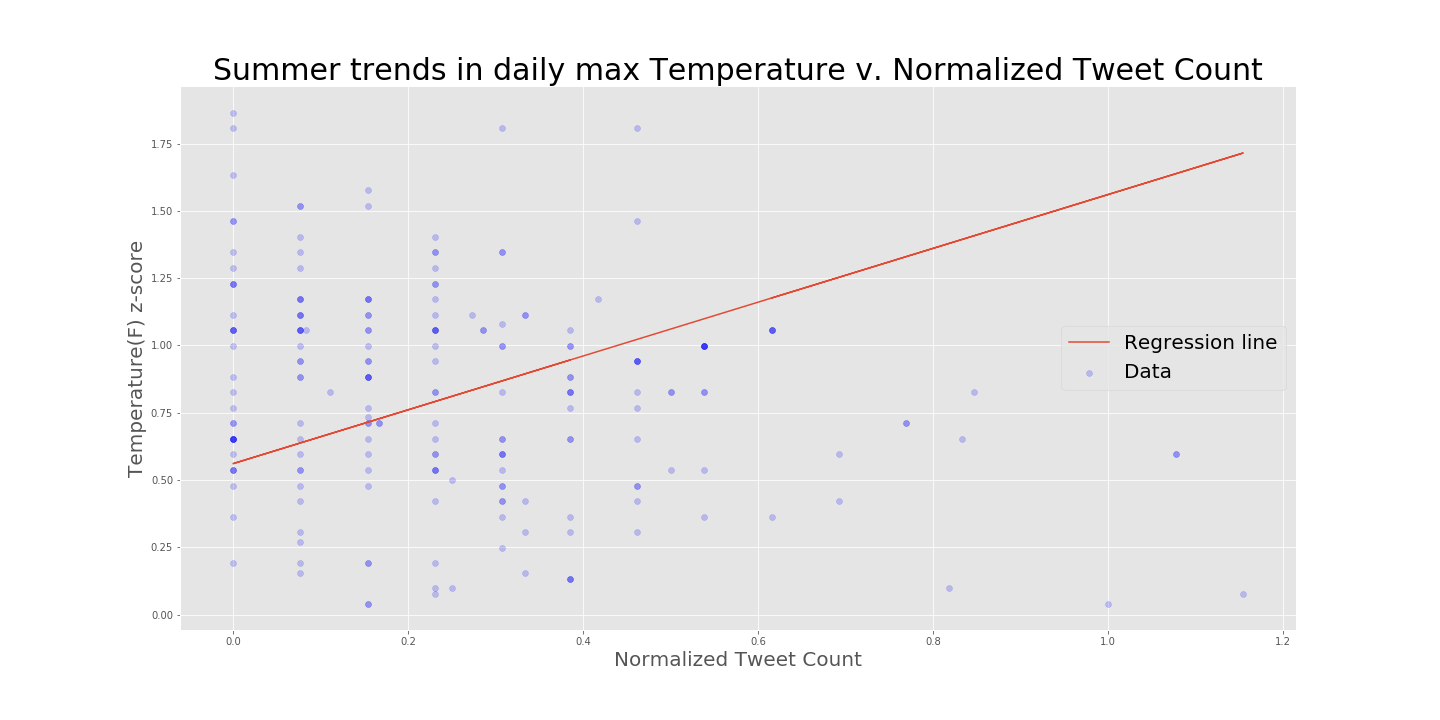 Summer trends in daily max Temperature v. Normalized Tweet Count
Temperature(F) z-score
1.75
1.50
1.25
1.00
0.75
0.50
0.25
0.00
Regression line
Data
0.0 0.2 0.4 0.6 0.8 1.0 1.2
Normalized Tweet Count